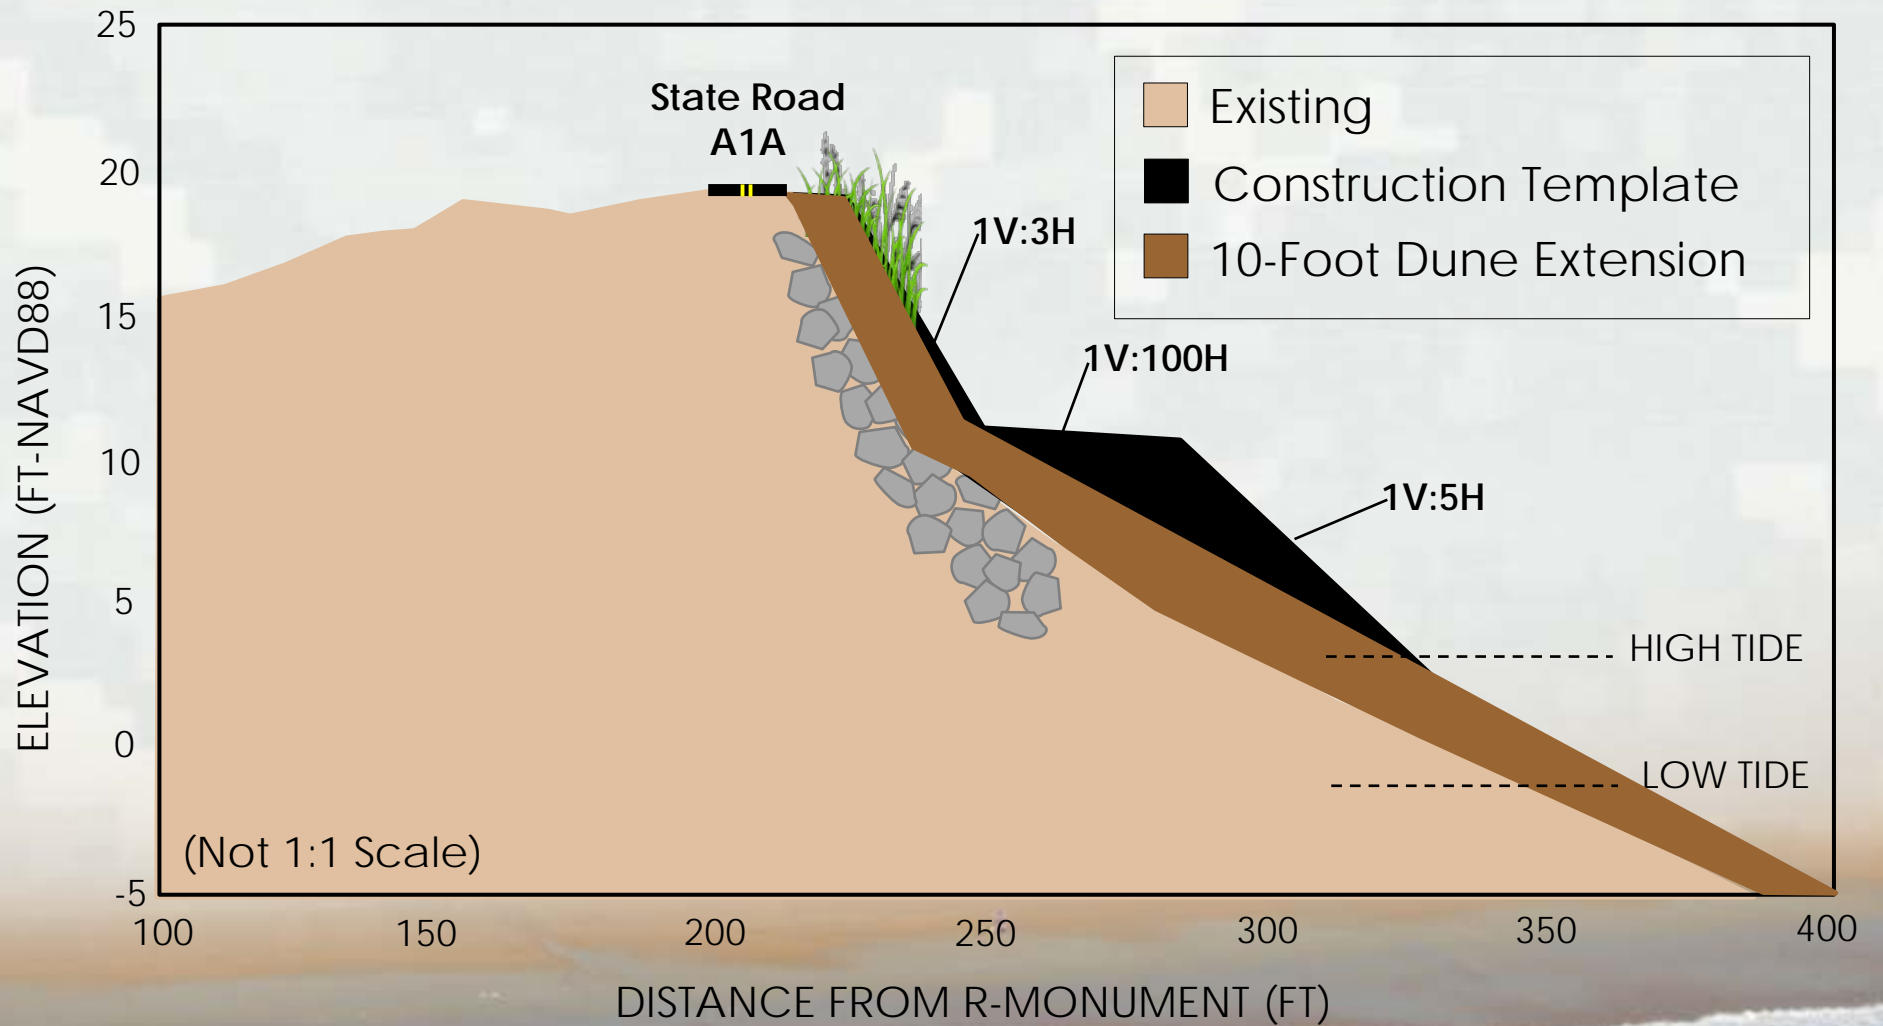 25
20
15
10
5
0
-5
ELEVATION (FT-NAVD88)
State Road
A1A
Existing
Construction Template
10-Foot Dune Extension
1V:3H
1V:100H
1V:5H
HIGH TIDE
LOW TIDE
(Not 1:1 Scale)
100 150 200 250 300 350 400
DISTANCE FROM R-MONUMENT (FT)